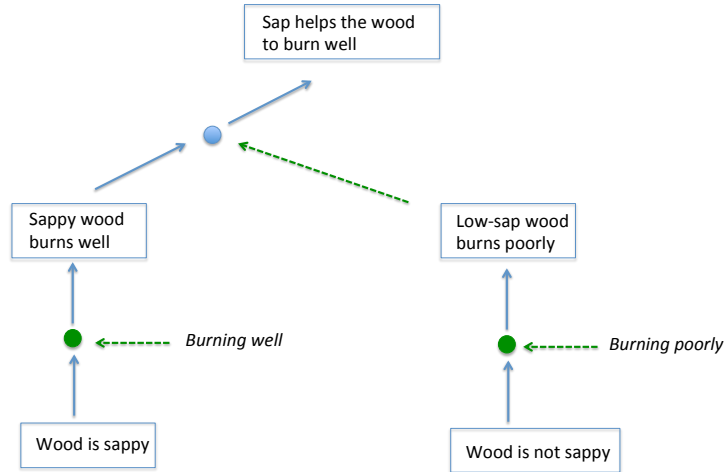 Sap helps the wood
to burn well
Sappy wood
burns well
Low-sap wood
burns poorly
Burning well
Burning poorly
Wood is sappy
Wood is not sappy